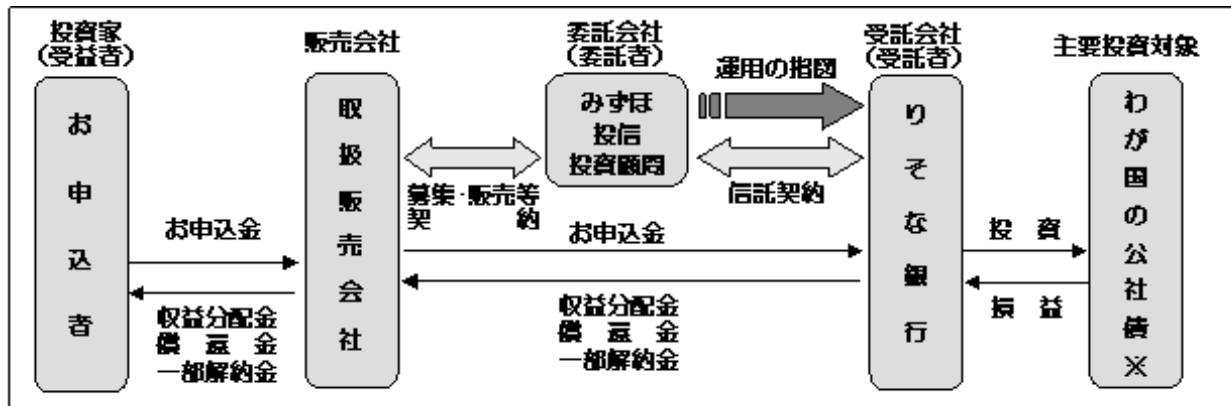 投資家
(受益者)
お申込者
お申込金
収益分配金
償還金
一部解約金
販売会社
取扱販売会社
募集・販売等
契約
委託会社
(委託者)
みずほ
投信
投資顧問
運用の指図
信託契約
お申込金
収益分配金
償還金
一部解約金
受託会社
(受託者)
りそな銀行
投資
損益
主要投資対象
わが国の公社債※